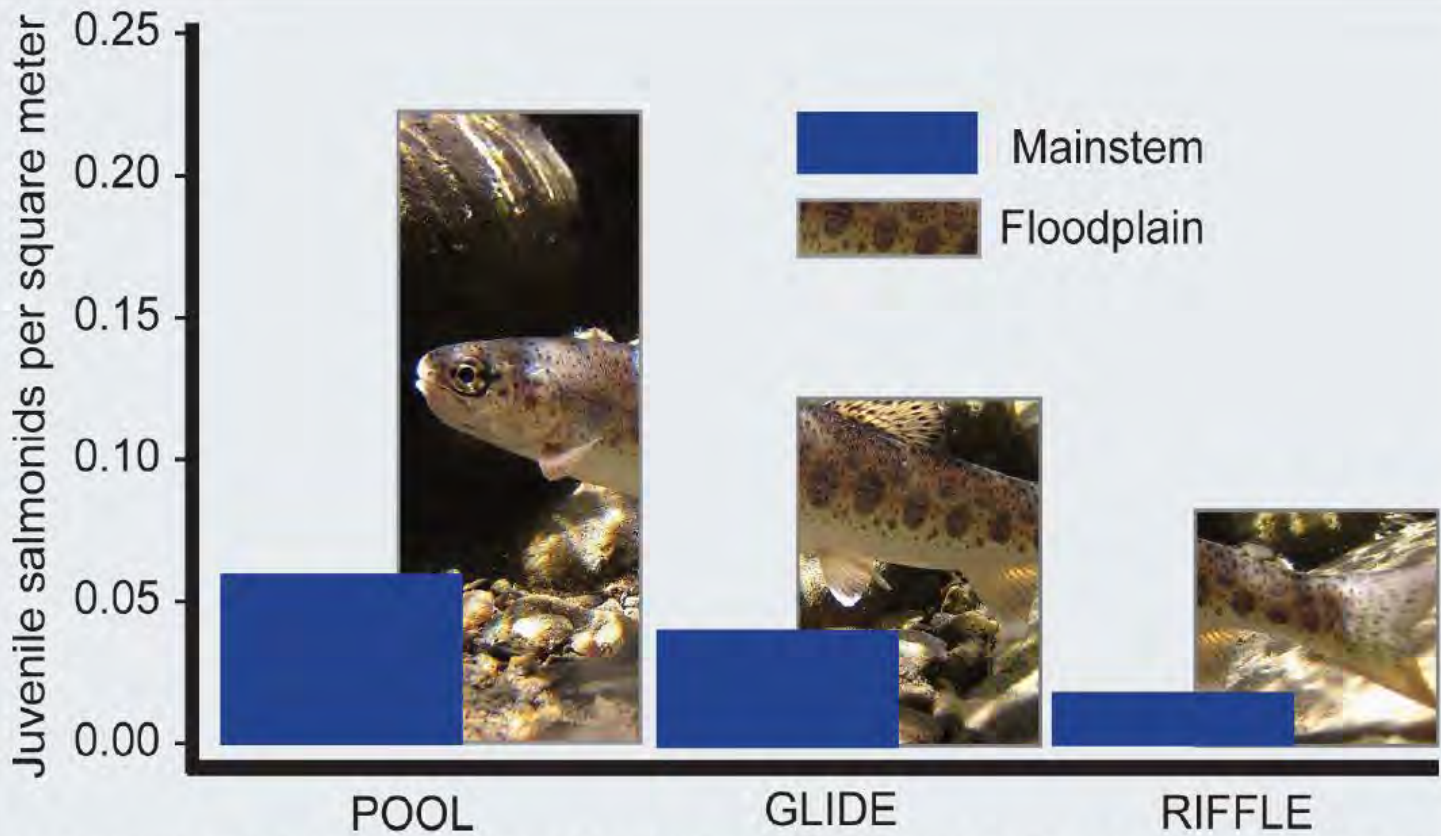 Juvenile salmonids per square meter
0.25
0.20
0.15
0.10
0.05
0.00
Mainstem
Floodplain
POOL
GLIDE
RIFFLE